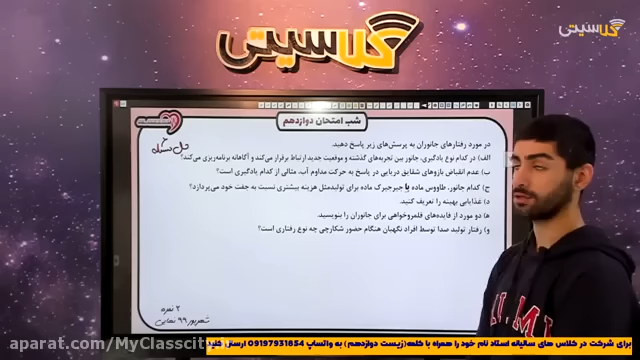 کلاسیتی
کلاسیتی
شب امتحان دوازدهم
حل مسئله
در مورد رفتارهای جانوران به پرسش‌های زیر پاسخ دهید.
الف) در کدام نوع یادگیری، جانور بین تجربه‌های گذشته و موقعیت جدید ارتباط برقرار می‌کند و آگاهانه برنامه‌ریزی می‌کند؟
ب) عدم انقباض بازوهای شقایق دریایی در پاسخ به حرکت مداوم آب، مثالی از کدام یادگیری است؟
ج) کدام جانور، طاووس ماده یا جیرجیرک ماده برای تولیدمثل هزینه بیشتری نسبت به جفت خود می‌پردازد؟
د) غذایابی بهینه را تعریف کنید.
ه) دو مورد از فایده‌های قلمروخواهی برای جانوران را بنویسید.
و) رفتار تولید صدا توسط افراد نگهبان هنگام حضور شکارچی چه نوع رفتاری است؟
۲ نمره
شهریور ۹۹ نهایی
aparat.com/MyClasscity
برای شرکت در کلاس های سالیانه استاد نام خود را همراه با کلمه (زیست دوازدهم) به واتساپ 09197931854 ارسال کنید